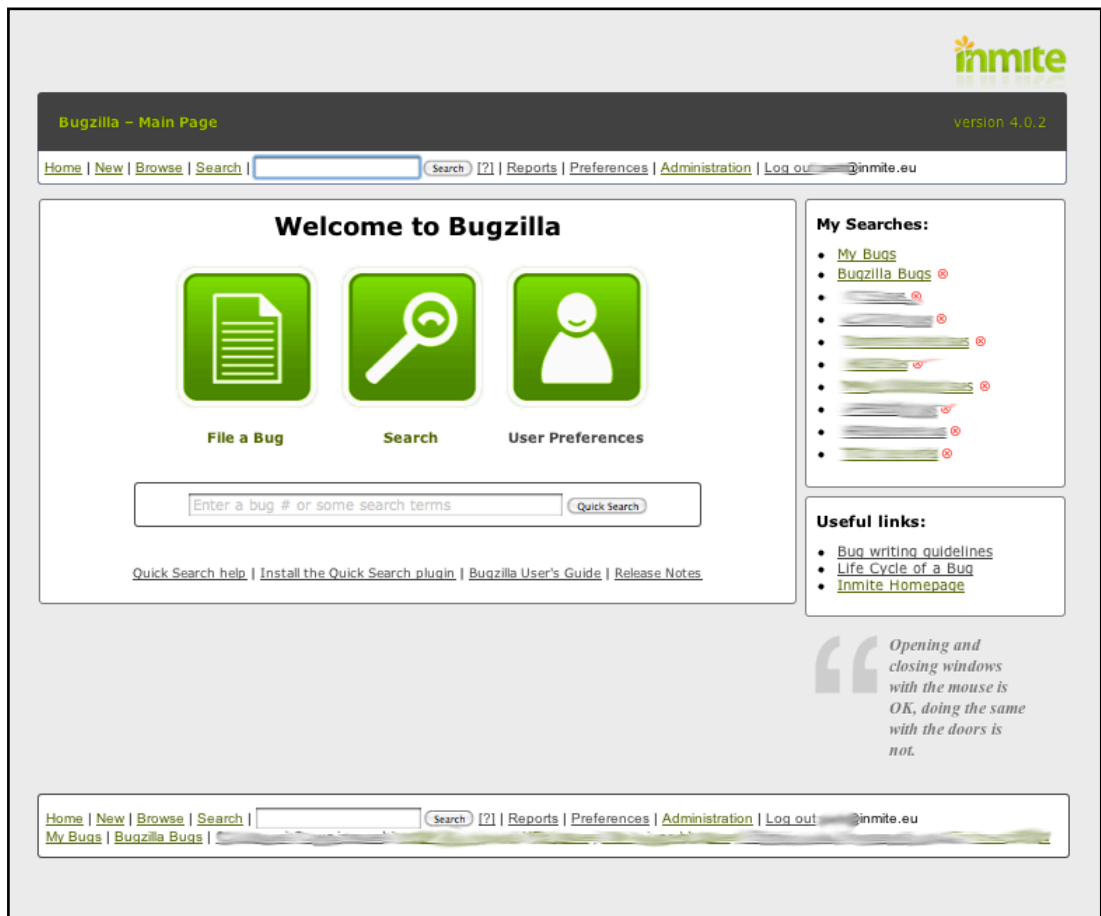 inmite
Bugzilla – Main Page
version 4.0.2
Home | New | Browse | Search | Search [?] | Reports | Preferences | Administration | Log out @inmite.eu
Welcome to Bugzilla
File a Bug
Search
User Preferences
Enter a bug # or some search terms
Quick Search
Quick Search help | Install the Quick Search plugin | Bugzilla User's Guide | Release Notes
My Searches:
My Bugs
Bugzilla Bugs
Useful links:
Bug writing guidelines
Life Cycle of a Bug
Inmite Homepage
Opening and
closing windows
with the mouse is
OK, doing the same
with the doors is
not.
Home | New | Browse | Search | Search [?] | Reports | Preferences | Administration | Log out @inmite.eu
My Bugs | Bugzilla Bugs |